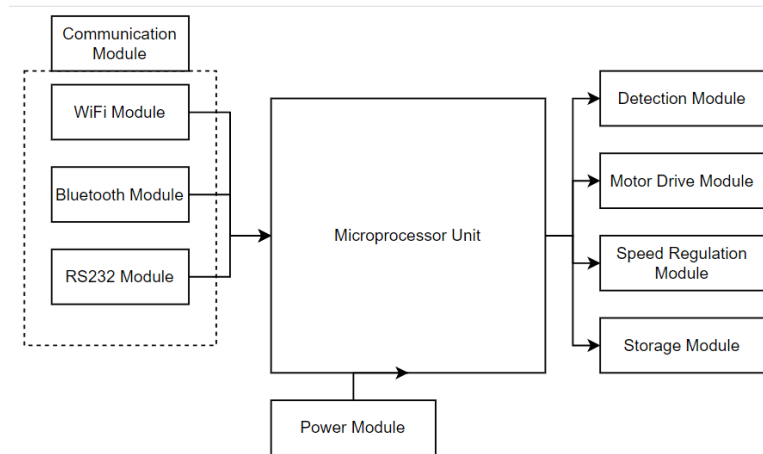 Communication
Module
WiFi Module
Bluetooth Module
RS232 Module
Microprocessor Unit
Power Module
Detection Module
Motor Drive Module
Speed Regulation
Module
Storage Module